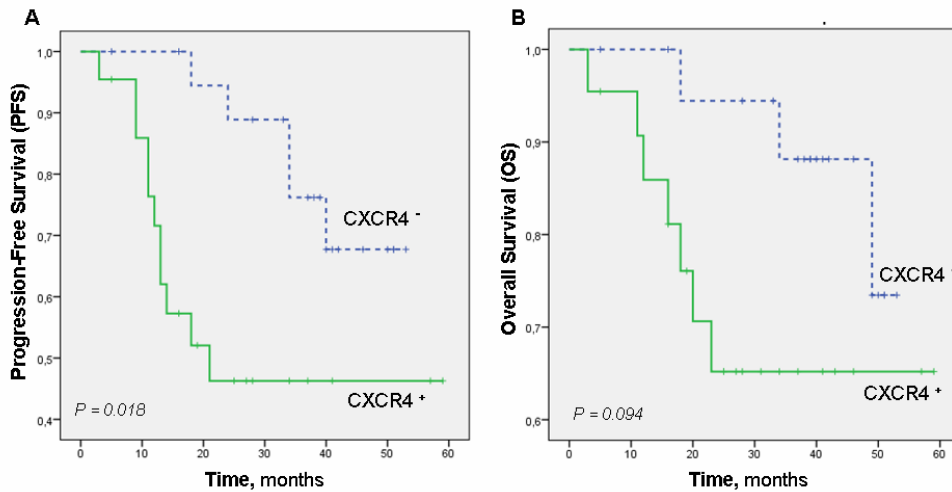 A
Progression-Free Survival (PFS)
1,0
0,9
0,8
0,7
0,6
0,5
0,4
CXCR4 -
CXCR4 +
P = 0.018
0 10 20 30 40 50 60
Time, months
B
Overall Survival (OS)
1,0
0,9
0,8
0,7
0,6
CXCR4 -
CXCR4 +
P = 0.094
0 10 20 30 40 50 60
Time, months